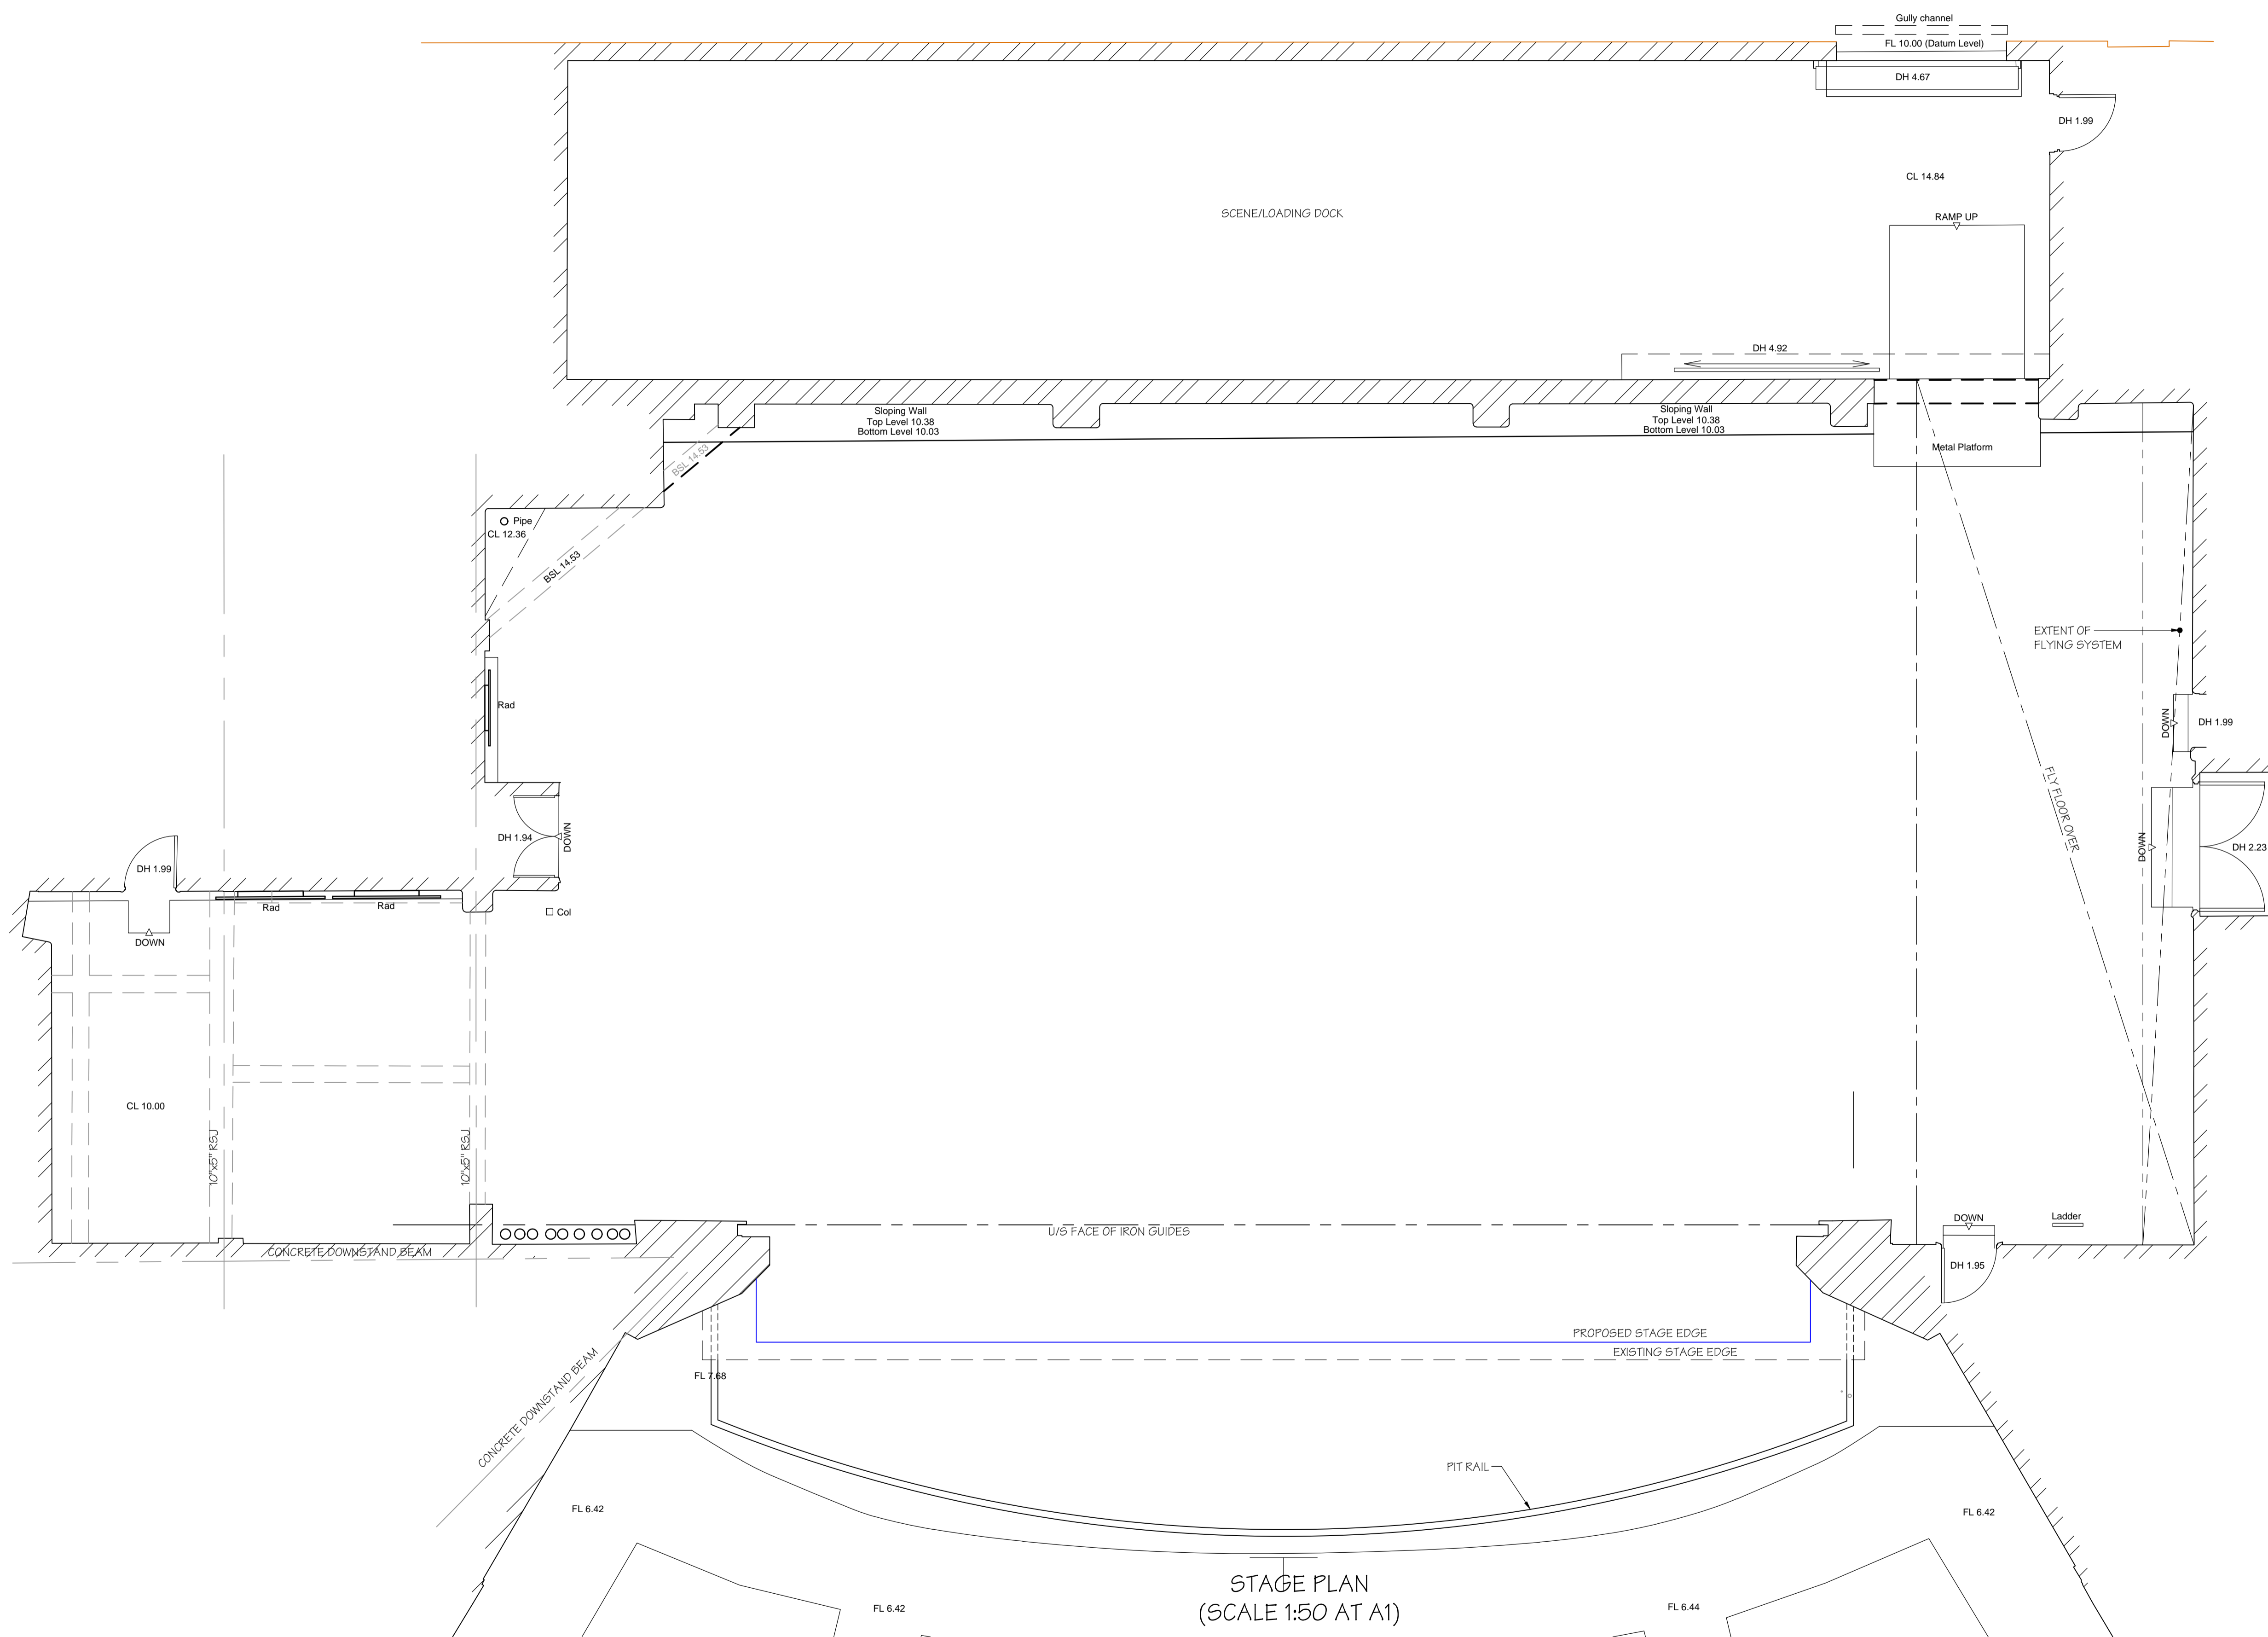 Gully channel
FL 10.00 (Datum Level)
DH 4.67
DH 1.99
CL 14.84
SCENE/LOADING DOCK
RAMP UP
DH 4.92
Sloping Wall
Top Level 10.38
Bottom Level 10.03
Sloping Wall
Top Level 10.38
Bottom Level 10.03
Metal Platform
BSL 14.53
Pipe
CL 12.36
BSL 14.53
EXTENT OF
FLYING SYSTEM
Rad
DOWN
DH 1.99
FLY FLOOR OVER
DH 1.94
DOWN
DOWN
DH 2.23
DH 1.99
Rad
Rad
Col
DOWN
CL 10.00
10"x5" RSJ
10"x5" RSJ
DOWN
Ladder
U/S FACE OF IRON GUIDES
CONCRETE DOWNSTAND BEAM
DH 1.95
PROPOSED STAGE EDGE
EXISTING STAGE EDGE
FL 7.68
CONCRETE DOWNSTAND BEAM
PIT RAIL
FL 6.42
FL 6.42
STAGE PLAN
(SCALE 1:50 AT A1)
FL 6.42
FL 6.44